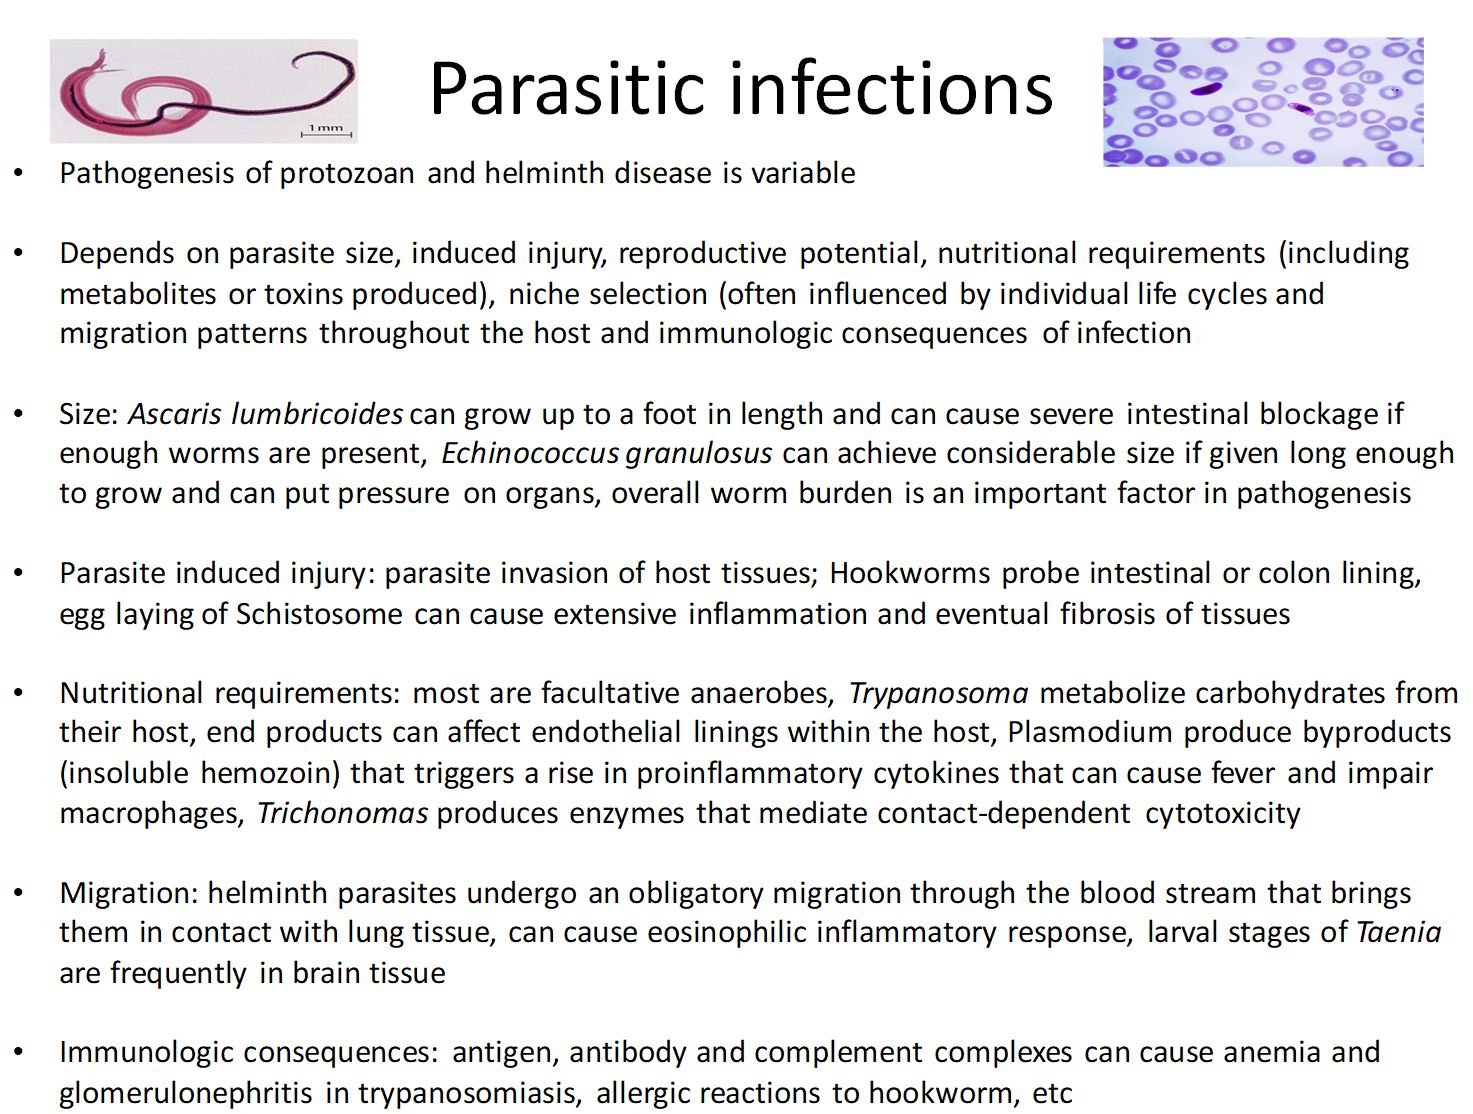 1 mm
Parasitic infections
• Pathogenesis of protozoan and helminth disease is variable
• Depends on parasite size, induced injury, reproductive potential, nutritional requirements (including
metabolites or toxins produced), niche selection (often influenced by individual life cycles and
migration patterns throughout the host and immunologic consequences of infection
• Size: Ascaris lumbricoides can grow up to a foot in length and can cause severe intestinal blockage if
enough worms are present, Echinococcus granulosus can achieve considerable size if given long enough
to grow and can put pressure on organs, overall worm burden is an important factor in pathogenesis
• Parasite induced injury: parasite invasion of host tissues; Hookworms probe intestinal or colon lining,
egg laying of Schistosome can cause extensive inflammation and eventual fibrosis of tissues
• Nutritional requirements: most are facultative anaerobes, Trypanosoma metabolize carbohydrates from
their host, end products can affect endothelial linings within the host, Plasmodium produce byproducts
(insoluble hemozoin) that triggers a rise in proinflammatory cytokines that can cause fever and impair
macrophages, Trichonomas produces enzymes that mediate contact-dependent cytotoxicity
• Migration: helminth parasites undergo an obligatory migration through the blood stream that brings
them in contact with lung tissue, can cause eosinophilic inflammatory response, larval stages of Taenia
are frequently in brain tissue
• Immunologic consequences: antigen, antibody and complement complexes can cause anemia and
glomerulonephritis in trypanosomiasis, allergic reactions to hookworm, etc